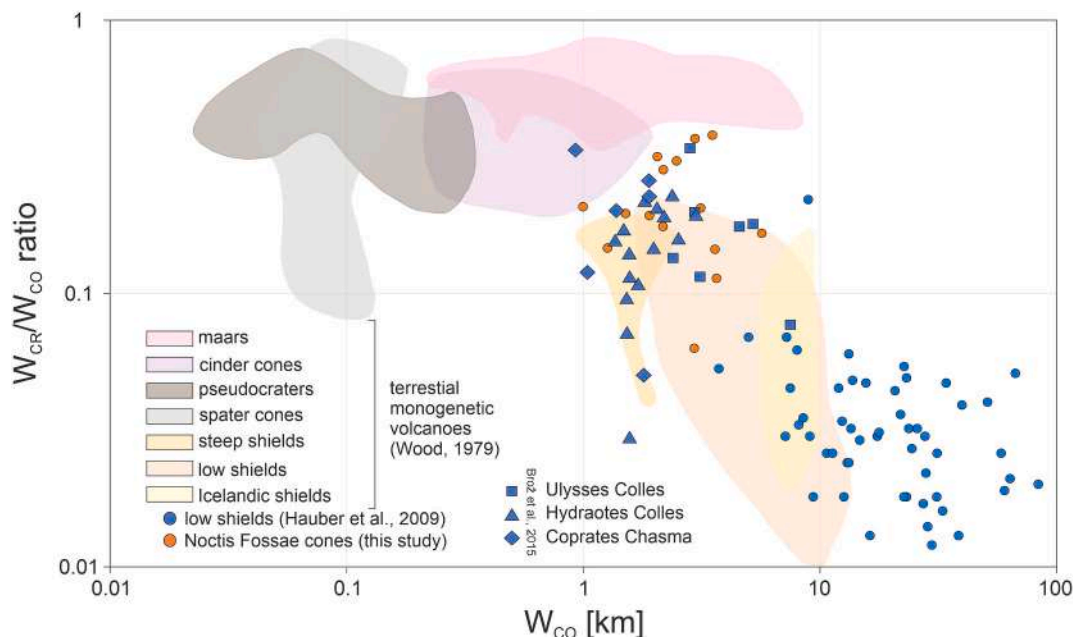 1
W_CR/W_CO ratio
0.1
maars
cinder cones
pseudocraters
spater cones
steep shields
low shields
Icelandic shields
terrestial
monogenetic
volcanoes
(Wood, 1979)
low shields (Hauber et al., 2009)
Noctis Fossae cones (this study)
Brož et al., 2015
Ulysses Colles
Hydraotes Colles
Coprates Chasma
0.01
0.01 0.1 1 10 100
W_CO [km]